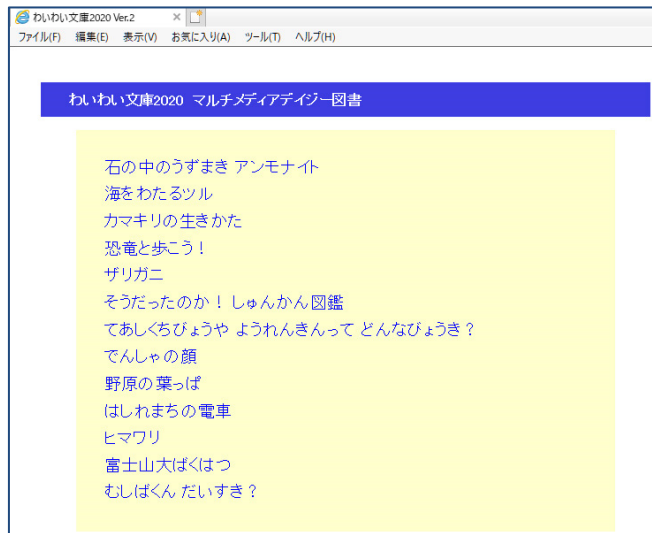 わいわい文庫2020 Ver.2
ファイル(F) 編集(E) 表示(V) お気に入り(A) ツール(T) ヘルプ(H)
わいわい文庫2020 マルチメディアデイジー図書
石の中のうずまき アンモナイト
海をわたるツル
カマキリの生きかた
恐竜と歩こう！
ザリガニ
そうだったのか！しゅんかん図鑑
てあしくちびょうや ようれんきんって どんなびょうき？
でんしゃの顔
野原の葉っぱ
はしれまちの電車
ヒマワリ
富士山大ばくはつ
むしばくん だいすき？